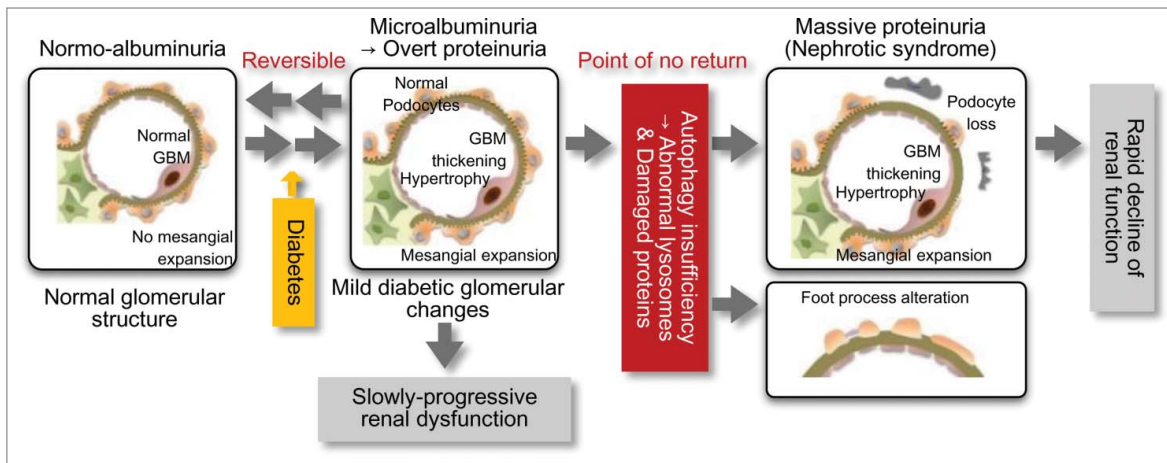 Normo-albuminuria
Normal
GBM
No mesangial
expansion
Normal glomerular
structure
Reversible
Diabetes
Microalbuminuria
→ Overt proteinuria
Normal
Podocytes
GBM
thickening
Hypertrophy
Mesangial expansion
Mild diabetic glomerular
changes
Slowly-progressive
renal dysfunction
Point of no return
Autophagy insufficiency
→ Abnormal lysosomes
& Damaged proteins
Massive proteinuria
(Nephrotic syndrome)
Podocyte
loss
GBM
thickening
Hypertrophy
Mesangial expansion
Foot process alteration
Rapid decline of
renal function